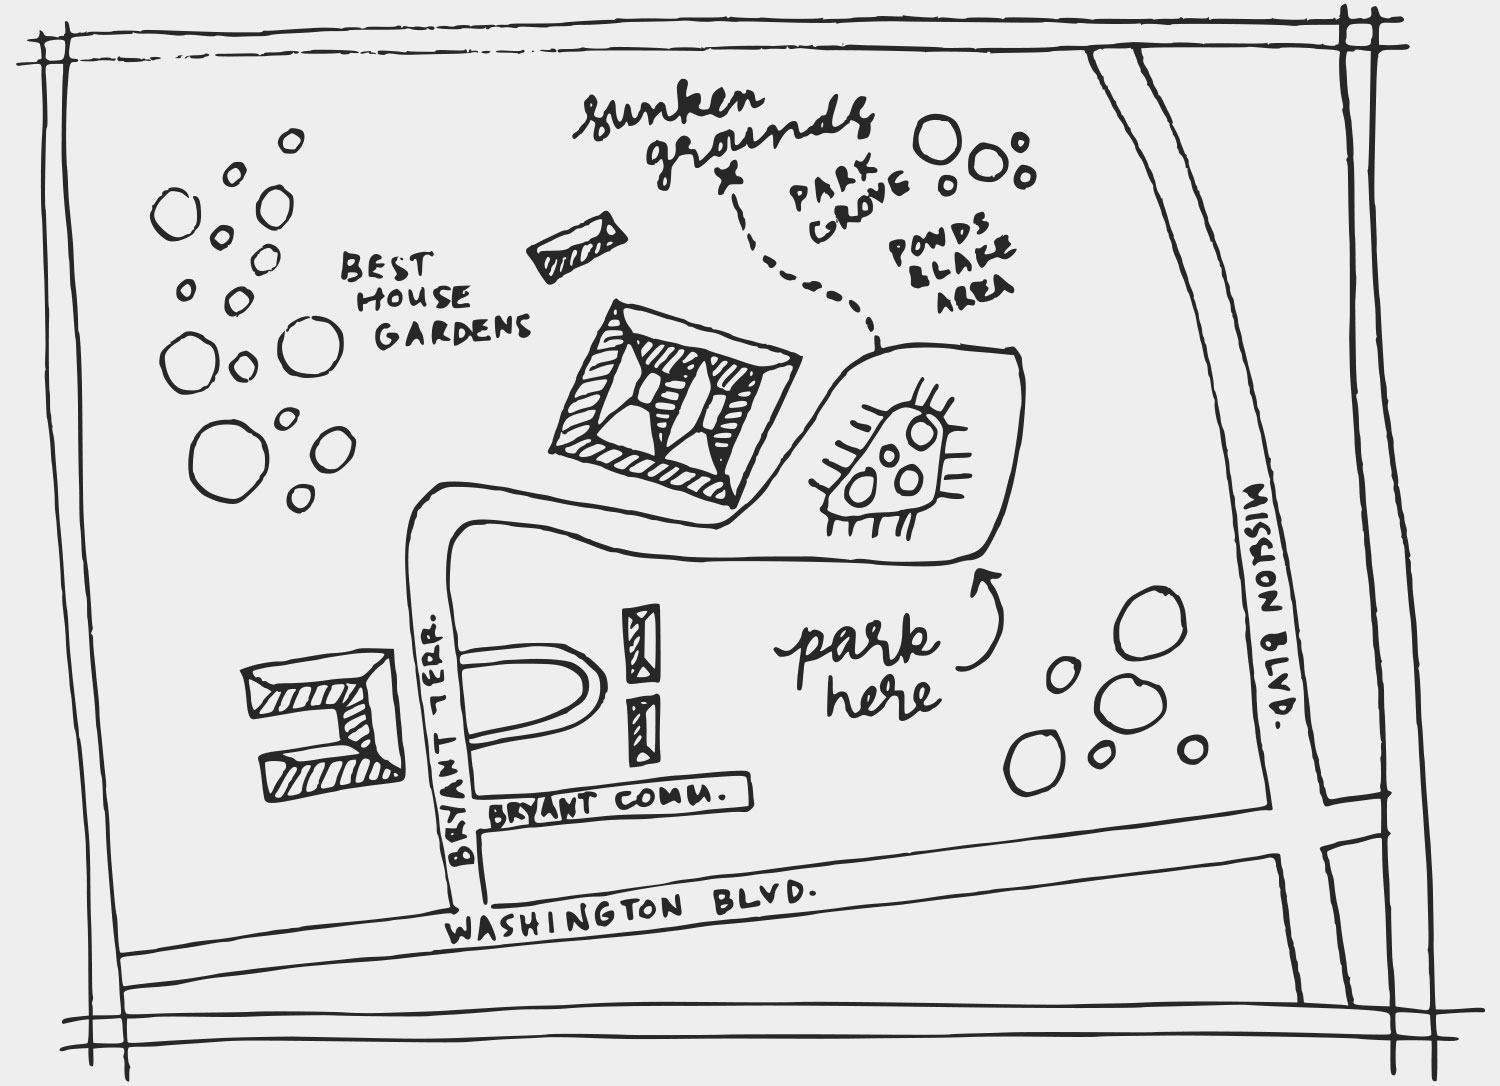 sunken
grounds
PARK
GROVE
PONDS
BLAKE
AREA
BEST
HOUSE
GARDENS
MISSION BLVD.
park
here
BRYANT TERR.
BRYANT COMM.
WASHINGTON BLVD.